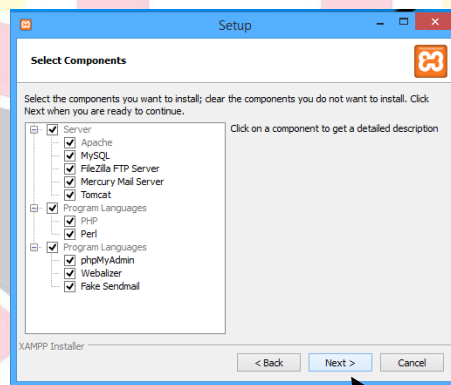 Setup
Select Components
Select the components you want to install; clear the components you do not want to install. Click
Next when you are ready to continue.
Server
Apache
MySQL
FileZilla FTP Server
Mercury Mail Server
Tomcat
Program Languages
PHP
Perl
Program Languages
phpMyAdmin
Webalizer
Fake Sendmail
Click on a component to get a detailed description
XAMPP Installer
< Back
Next >
Cancel